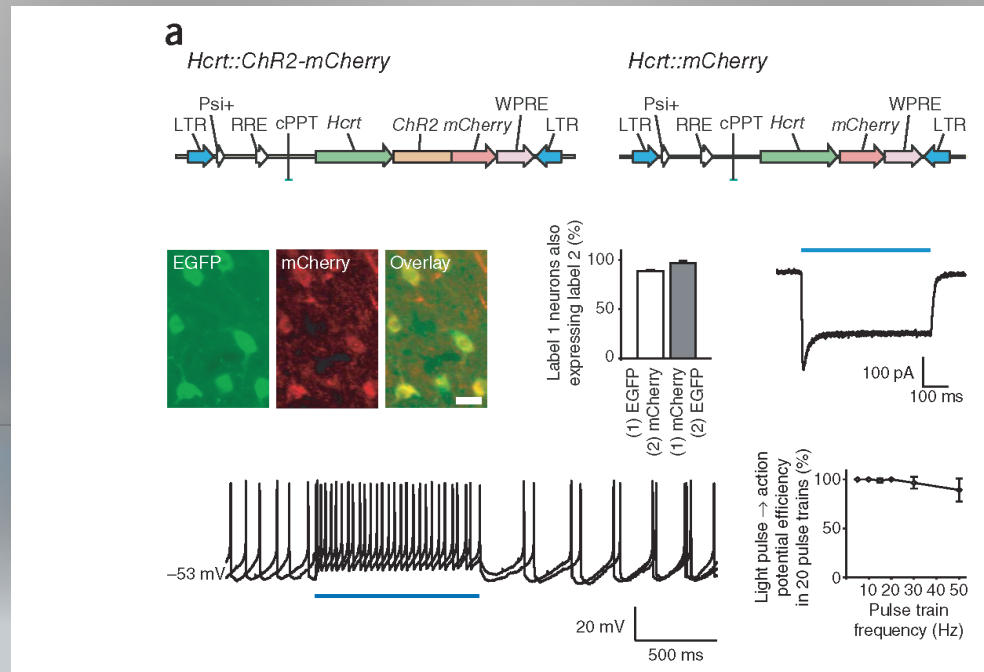 a
Hcrt::ChR2-mCherry
Hcrt::mCherry
Psi+
WPRE
LTR RRE cPPT Hcrt ChR2 mCherry LTR
Psi+
WPRE
LTR RRE cPPT Hcrt mCherry LTR
EGFP
mCherry
Overlay
Label 1 neurons also
expressing label 2 (%)
100
50
0
(1) EGFP
(2) mCherry
(1) mCherry
(2) EGFP
100 pA
100 ms
–53 mV
20 mV
500 ms
Light pulse → action
potential efficiency
in 20 pulse trains (%)
100
50
0
10 20 30 40 50
Pulse train
frequency (Hz)